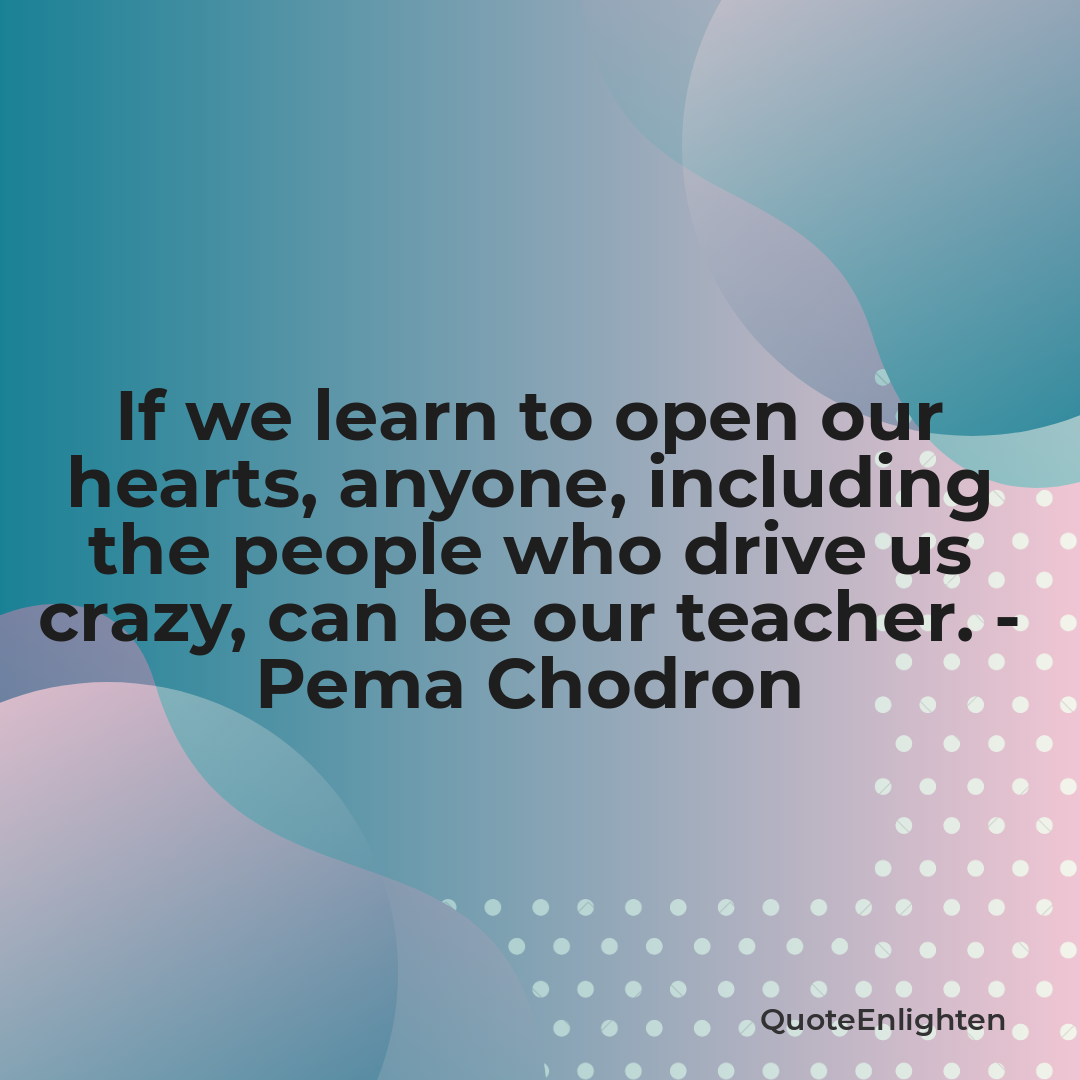 If we learn to open our
hearts, anyone, including
the people who drive us
crazy, can be our teacher. -
Pema Chodron
QuoteEnlighten